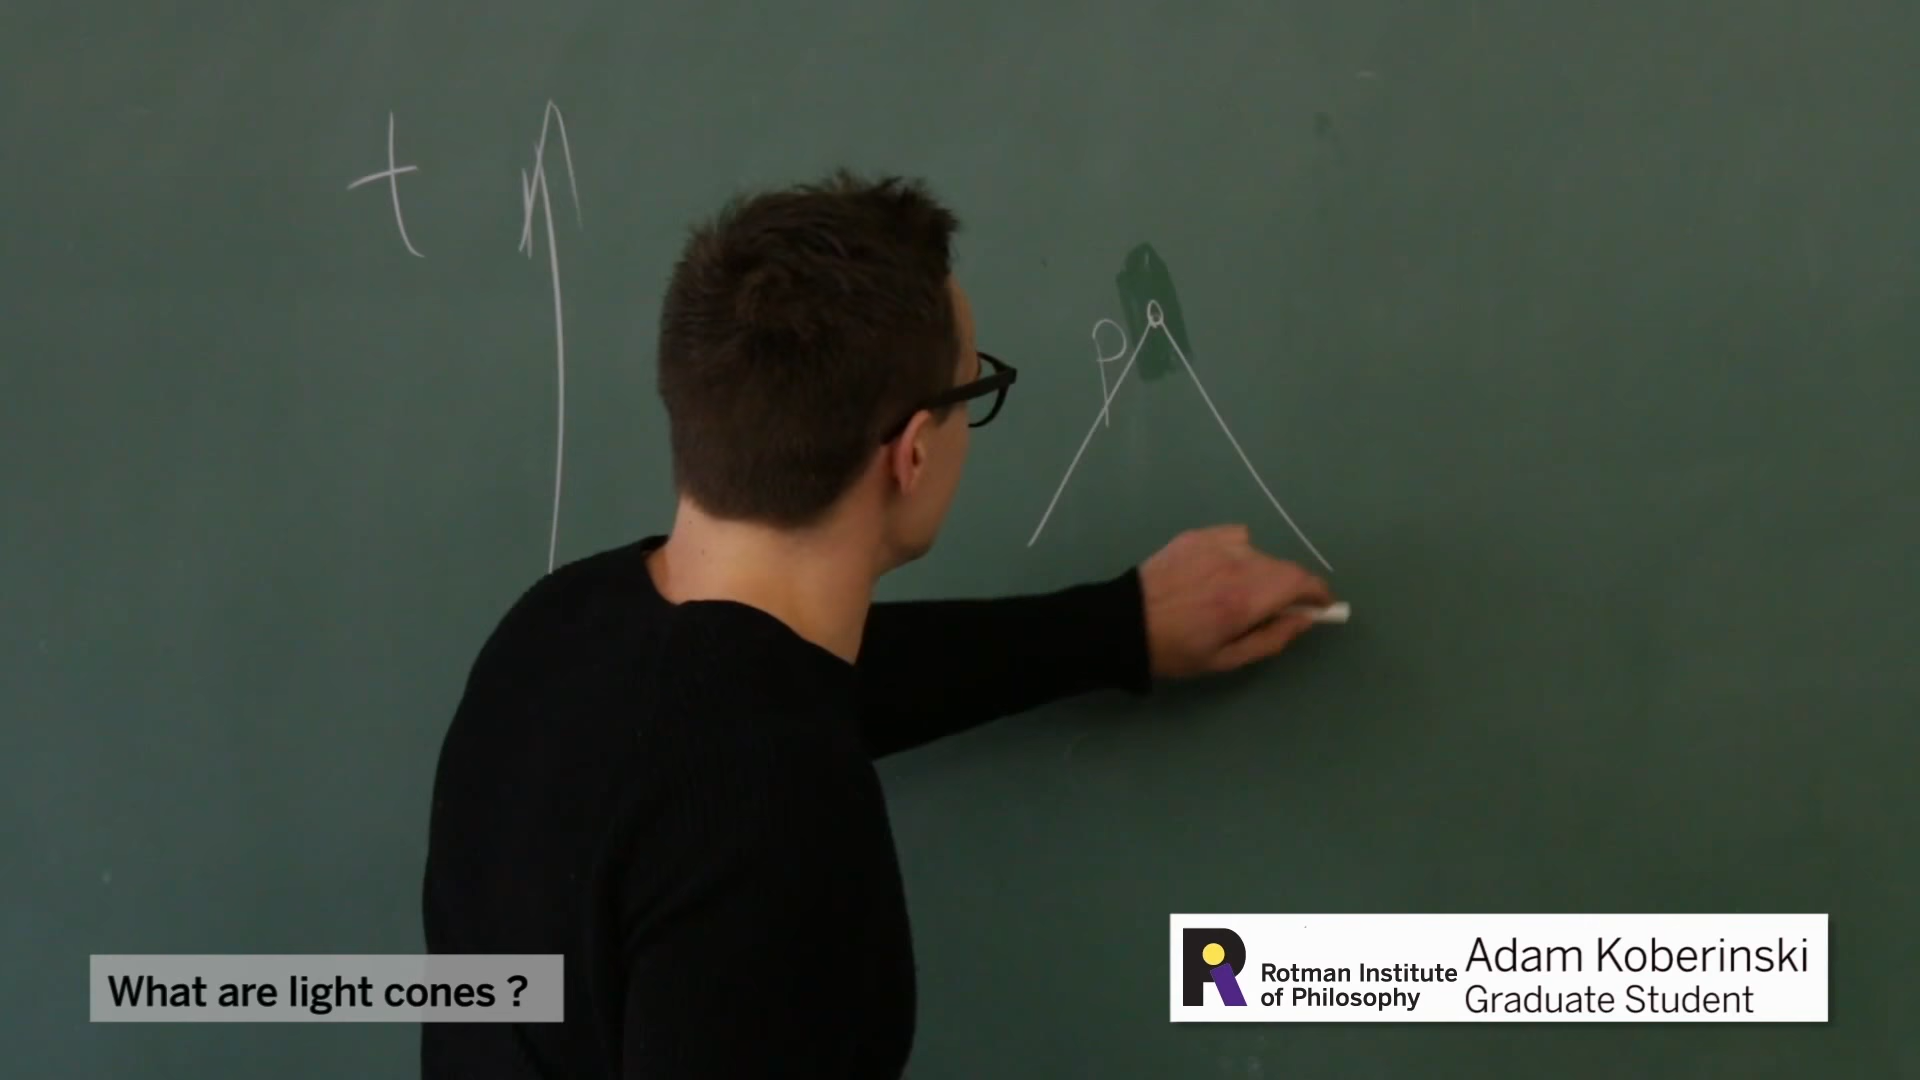 t
p
What are light cones ?
Rotman Institute
of Philosophy
Adam Koberinski
Graduate Student